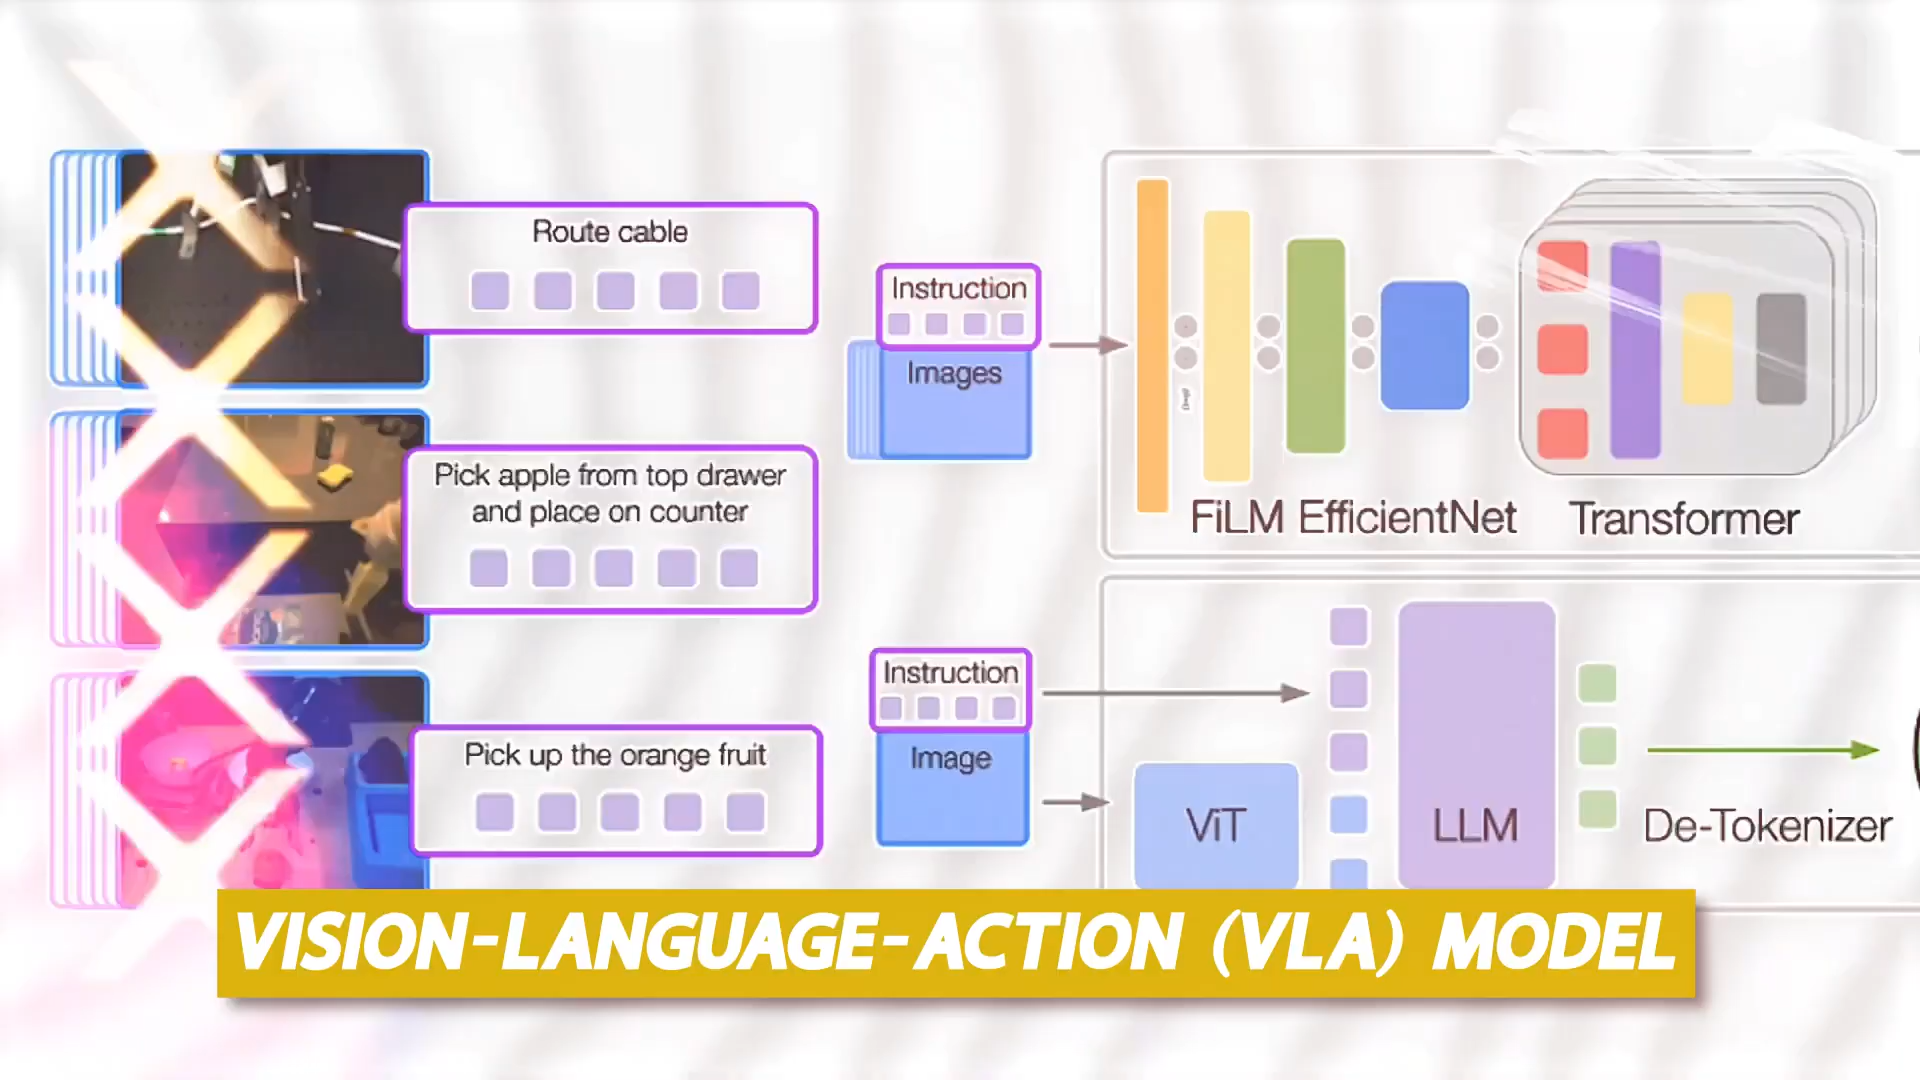 Route cable
Pick apple from top drawer
and place on counter
Pick up the orange fruit
Instruction
Images
FiLM EfficientNet
Transformer
Instruction
Image
ViT
LLM
De-Tokenizer
VISION-LANGUAGE-ACTION (VLA) MODEL